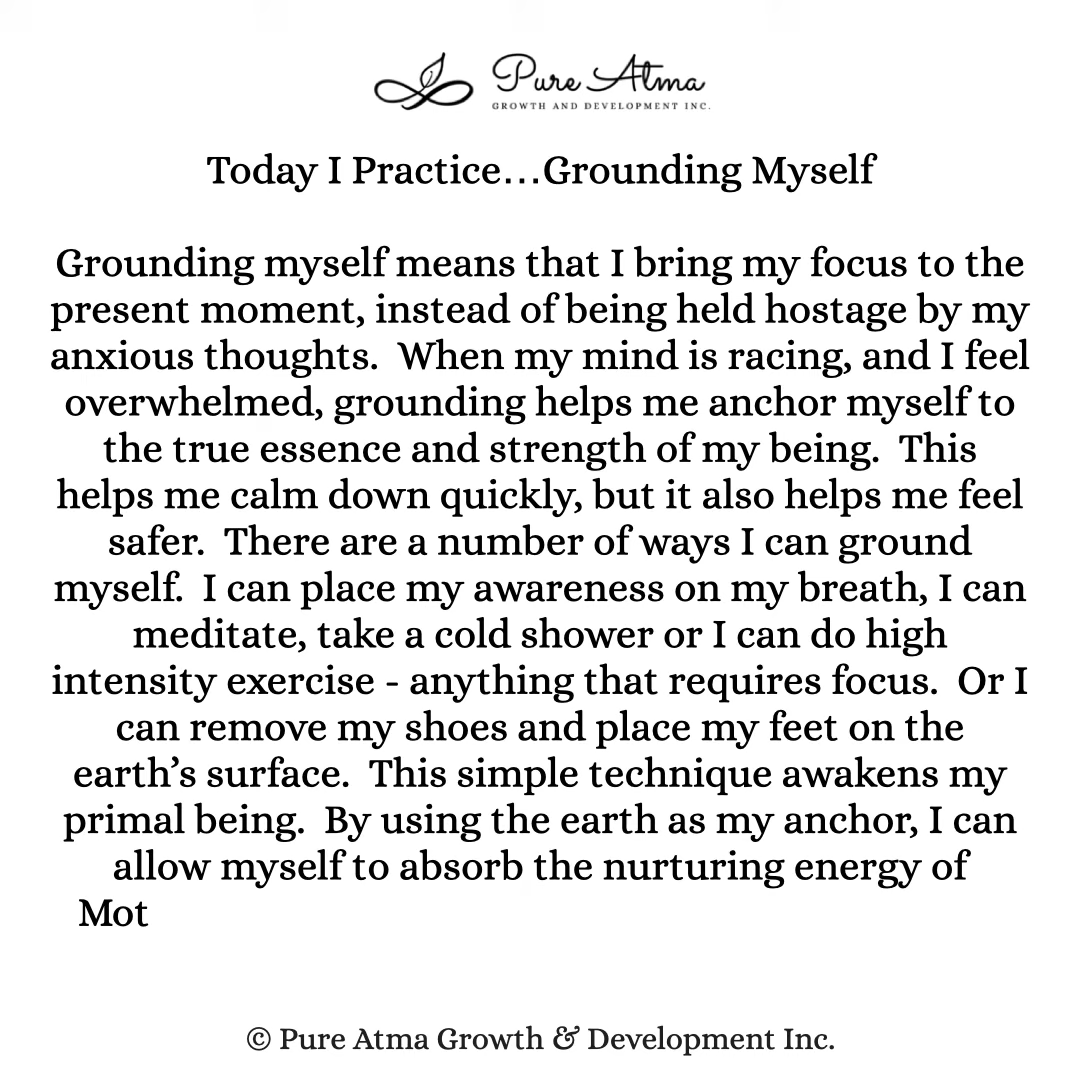 Pure Atma
GROWTH AND DEVELOPMENT INC.
Today I Practice...Grounding Myself
Grounding myself means that I bring my focus to the
present moment, instead of being held hostage by my
anxious thoughts.  When my mind is racing, and I feel
overwhelmed, grounding helps me anchor myself to
the true essence and strength of my being.  This
helps me calm down quickly, but it also helps me feel
safer.  There are a number of ways I can ground
myself.  I can place my awareness on my breath, I can
meditate, take a cold shower or I can do high
intensity exercise - anything that requires focus.  Or I
can remove my shoes and place my feet on the
earth’s surface.  This simple technique awakens my
primal being.  By using the earth as my anchor, I can
allow myself to absorb the nurturing energy of
Mot
© Pure Atma Growth & Development Inc.